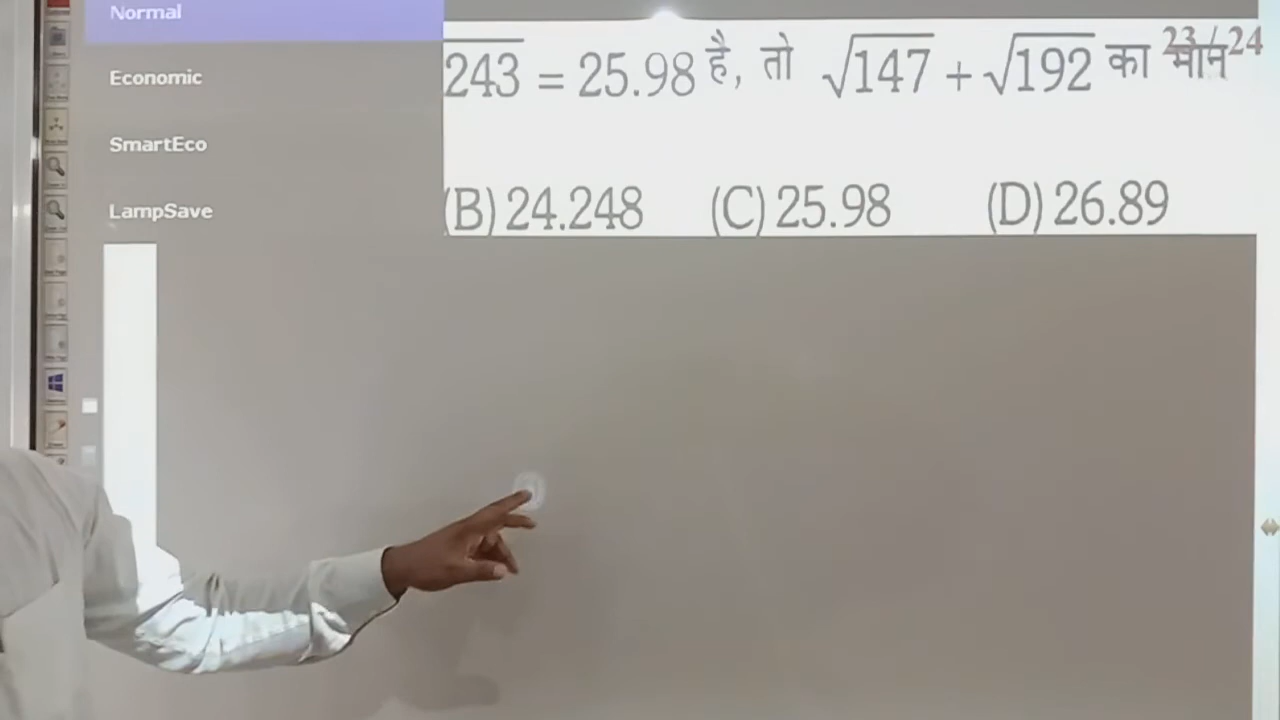 Normal
Economic
SmartEco
LampSave
243 = 25.98 है, तो √147 + √192 का मान
23 / 24
(B) 24.248 (C) 25.98 (D) 26.89